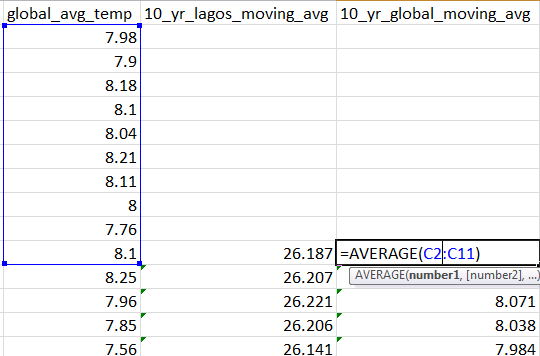 global_avg_temp 10_yr_lagos_moving_avg 10_yr_global_moving_avg
7.98
7.9
8.18
8.1
8.04
8.21
8.11
8
7.76
8.1 26.187 =AVERAGE(C2:C11)
8.25 26.207 AVERAGE(number1, [number2], ...)
7.96 26.221 8.071
7.85 26.206 8.038
7.56 26.141 7.984